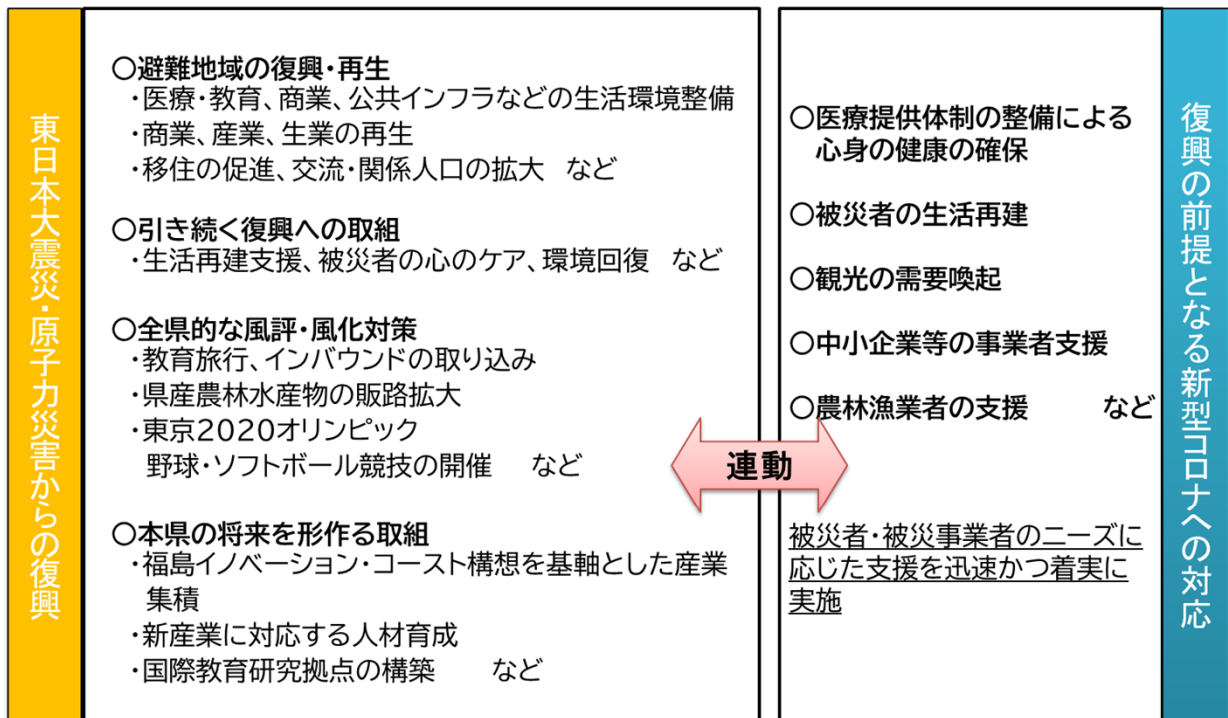 東日本大震災・原子力災害からの復興
〇避難地域の復興・再生
・医療・教育、商業、公共インフラなどの生活環境整備
・商業、産業、生業の再生
・移住の促進、交流・関係人口の拡大 など
〇引き続く復興への取組
・生活再建支援、被災者の心のケア、環境回復 など
〇全県的な風評・風化対策
・教育旅行、インバウンドの取り込み
・県産農林水産物の販路拡大
・東京2020オリンピック
野球・ソフトボール競技の開催 など
〇本県の将来を形作る取組
・福島イノベーション・コースト構想を基軸とした産業
集積
・新産業に対応する人材育成
・国際教育研究拠点の構築 など
連動
〇医療提供体制の整備による
心身の健康の確保
〇被災者の生活再建
〇観光の需要喚起
〇中小企業等の事業者支援
〇農林漁業者の支援 など
被災者・被災事業者のニーズに
応じた支援を迅速かつ着実に
実施
復興の前提となる新型コロナへの対応